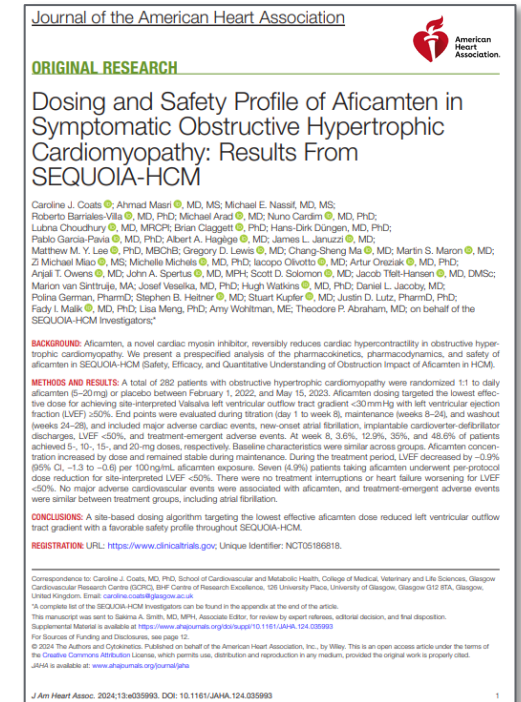 Journal of the American Heart Association
American
Heart
Association.
ORIGINAL RESEARCH
Dosing and Safety Profile of Aficamten in
Symptomatic Obstructive Hypertrophic
Cardiomyopathy: Results From
SEQUOIA-HCM
Caroline J. Coats, MD, PhD; Ahmad Masri, MD, MS; Michael E. Nassif, MD, MS;
Roberto Barriales-Villa, MD, PhD; Michael Arad, MD; Nuno Cardim, MD, PhD;
Lubna Choudhury, MD, MRCPI; Brian Claggett, PhD; Hans-Dirk Düngen, MD, PhD;
Pablo Garcia-Pavia, MD, PhD; Albert A. Hagège, MD; James L. Januzzi, MD;
Matthew M. Y. Lee, PhD, MBChB; Gregory D. Lewis, MD; Chang-Sheng Ma, MD; Martin S. Maron, MD;
Zi Michael Miao, MS; Michelle Michels, MD, PhD; Iacopo Olivotto, MD; Artur Oreziak, MD, PhD;
Anjali T. Owens, MD; John A. Spertus, MD, MPH; Scott D. Solomon, MD; Jacob Tfelt-Hansen, MD, DMSc;
Marion van Sinttruije, MA; Josef Veselka, MD, PhD; Hugh Watkins, MD, PhD; Daniel L. Jacoby, MD;
Polina German, PharmD; Stephen B. Heitner, MD; Stuart Kupfer, MD; Justin D. Lutz, PharmD, PhD;
Fady I. Malik, MD, PhD; Lisa Meng, PhD; Amy Wohltman, ME; Theodore P. Abraham, MD; on behalf of the
SEQUOIA-HCM Investigators;*
BACKGROUND: Aficamten, a novel cardiac myosin inhibitor, reversibly reduces cardiac hypercontractility in obstructive hyper-
trophic cardiomyopathy. We present a prespecified analysis of the pharmacokinetics, pharmacodynamics, and safety of
aficamten in SEQUOIA-HCM (Safety, Efficacy, and Quantitative Understanding of Obstruction Impact of Aficamten in HCM).
METHODS AND RESULTS: A total of 282 patients with obstructive hypertrophic cardiomyopathy were randomized 1:1 to daily
aficamten (5–20 mg) or placebo between February 1, 2022, and May 15, 2023. Aficamten dosing targeted the lowest effec-
tive dose for achieving site-interpreted Valsalva left ventricular outflow tract gradient <30 mm Hg with left ventricular ejection
fraction (LVEF) ≥50%. End points were evaluated during titration (day 1 to week 8), maintenance (weeks 8–24), and washout
(weeks 24–28), and included major adverse cardiac events, new-onset atrial fibrillation, implantable cardioverter-defibrillator
discharges, LVEF <50%, and treatment-emergent adverse events. At week 8, 3.6%, 12.9%, 35%, and 48.6% of patients
achieved 5-, 10-, 15-, and 20-mg doses, respectively. Baseline characteristics were similar across groups. Aficamten concen-
tration increased by dose and remained stable during maintenance. During the treatment period, LVEF decreased by −0.9%
(95% CI, −1.3 to −0.6) per 100 ng/mL aficamten exposure. Seven (4.9%) patients taking aficamten underwent per-protocol
dose reduction for site-interpreted LVEF <50%. There were no treatment interruptions or heart failure worsening for LVEF
<50%. No major adverse cardiovascular events were associated with aficamten, and treatment-emergent adverse events
were similar between treatment groups, including atrial fibrillation.
CONCLUSIONS: A site-based dosing algorithm targeting the lowest effective aficamten dose reduced left ventricular outflow
tract gradient with a favorable safety profile throughout SEQUOIA-HCM.
REGISTRATION: URL: https://www.clinicaltrials.gov; Unique Identifier: NCT05186818.
Correspondence to: Caroline J. Coats, MD, PhD, School of Cardiovascular and Metabolic Health, College of Medical, Veterinary and Life Sciences, Glasgow
Cardiovascular Research Centre (GCRC), BHF Centre of Research Excellence, 126 University Place, University of Glasgow, Glasgow G12 8TA, Glasgow,
United Kingdom. Email: caroline.coats@glasgow.ac.uk
*A complete list of the SEQUOIA-HCM Investigators can be found in the appendix at the end of the article.
This manuscript was sent to Sakima A. Smith, MD, MPH, Associate Editor, for review by expert referees, editorial decision, and final disposition.
Supplemental Material is available at https://www.ahajournals.org/doi/suppl/10.1161/JAHA.124.035993
For Sources of Funding and Disclosures, see page 12.
© 2024 The Authors and Cytokinetics. Published on behalf of the American Heart Association, Inc., by Wiley. This is an open access article under the terms of
the Creative Commons Attribution License, which permits use, distribution and reproduction in any medium, provided the original work is properly cited.
JAHA is available at: www.ahajournals.org/journal/jaha
J Am Heart Assoc. 2024;13:e035993. DOI: 10.1161/JAHA.124.035993
1